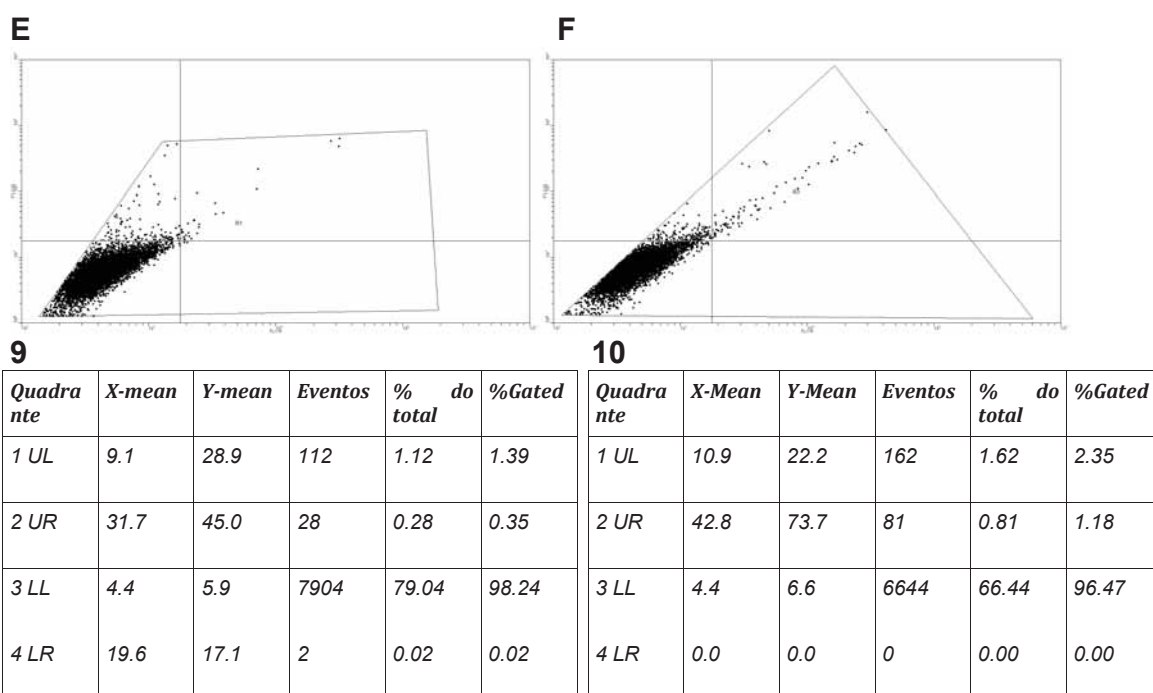 E F
9 10
Quadra nte X-mean Y-mean Eventos % do total %Gated
1 UL 9.1 28.9 112 1.12 1.39
2 UR 31.7 45.0 28 0.28 0.35
3 LL 4.4 5.9 7904 79.04 98.24
4 LR 19.6 17.1 2 0.02 0.02
Quadra nte X-Mean Y-Mean Eventos % do total %Gated
1 UL 10.9 22.2 162 1.62 2.35
2 UR 42.8 73.7 81 0.81 1.18
3 LL 4.4 6.6 6644 66.44 96.47
4 LR 0.0 0.0 0 0.00 0.00